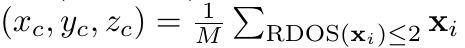 $(x_c, y_c, z_c) = \frac{1}{M} \sum_{\mathrm{RDOS}(\mathbf{x}_i) \leq 2} \mathbf{x}_i$